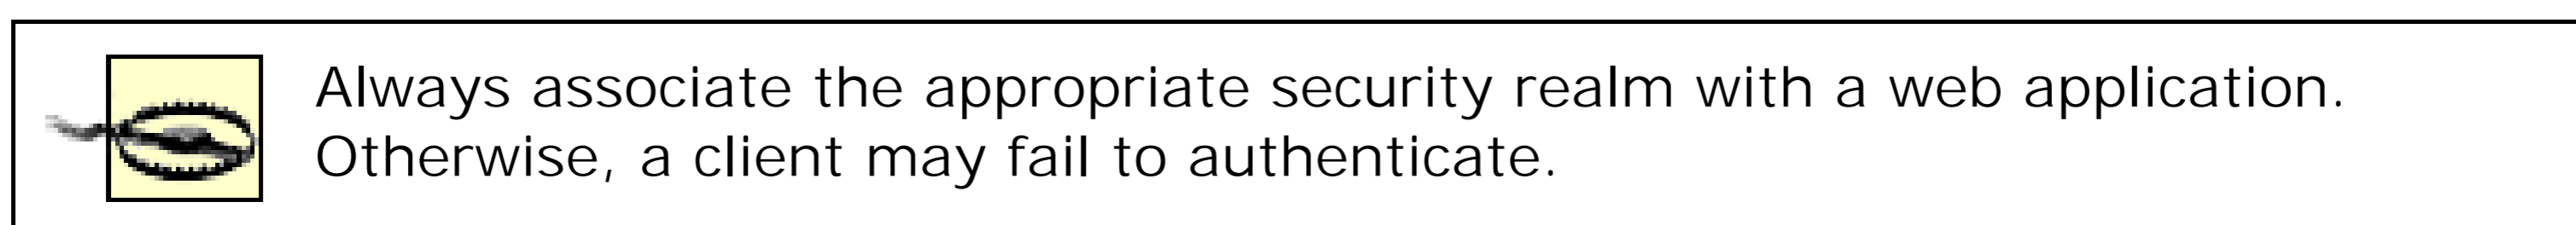 Always associate the appropriate security realm with a web application.
Otherwise, a client may fail to authenticate.